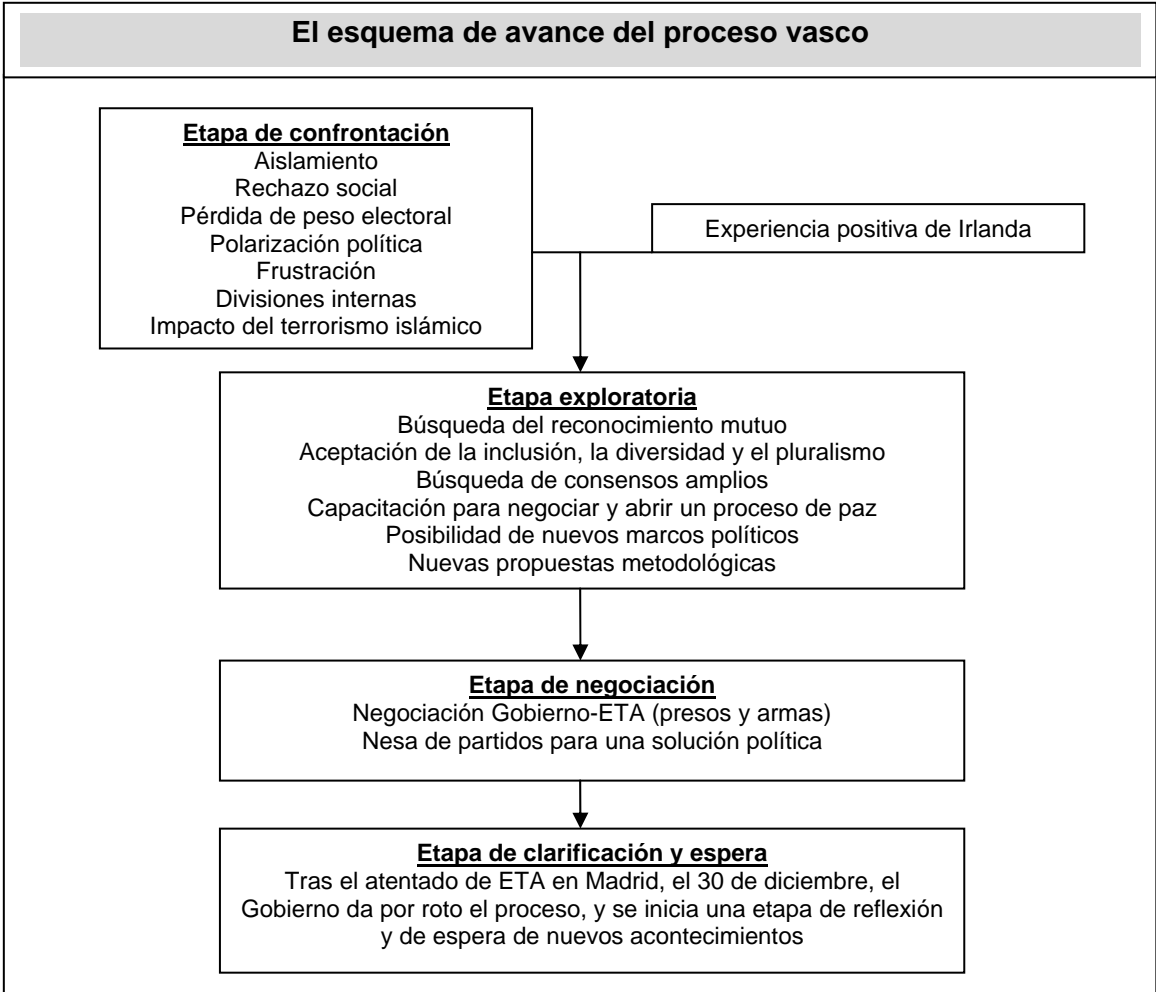 El esquema de avance del proceso vasco
Etapa de confrontación
Aislamiento
Rechazo social
Pérdida de peso electoral
Polarización política
Frustración
Divisiones internas
Impacto del terrorismo islámico
Experiencia positiva de Irlanda
Etapa exploratoria
Búsqueda del reconocimiento mutuo
Aceptación de la inclusión, la diversidad y el pluralismo
Búsqueda de consensos amplios
Capacitación para negociar y abrir un proceso de paz
Posibilidad de nuevos marcos políticos
Nuevas propuestas metodológicas
Etapa de negociación
Negociación Gobierno-ETA (presos y armas)
Nesa de partidos para una solución política
Etapa de clarificación y espera
Tras el atentado de ETA en Madrid, el 30 de diciembre, el
Gobierno da por roto el proceso, y se inicia una etapa de reflexión
y de espera de nuevos acontecimientos